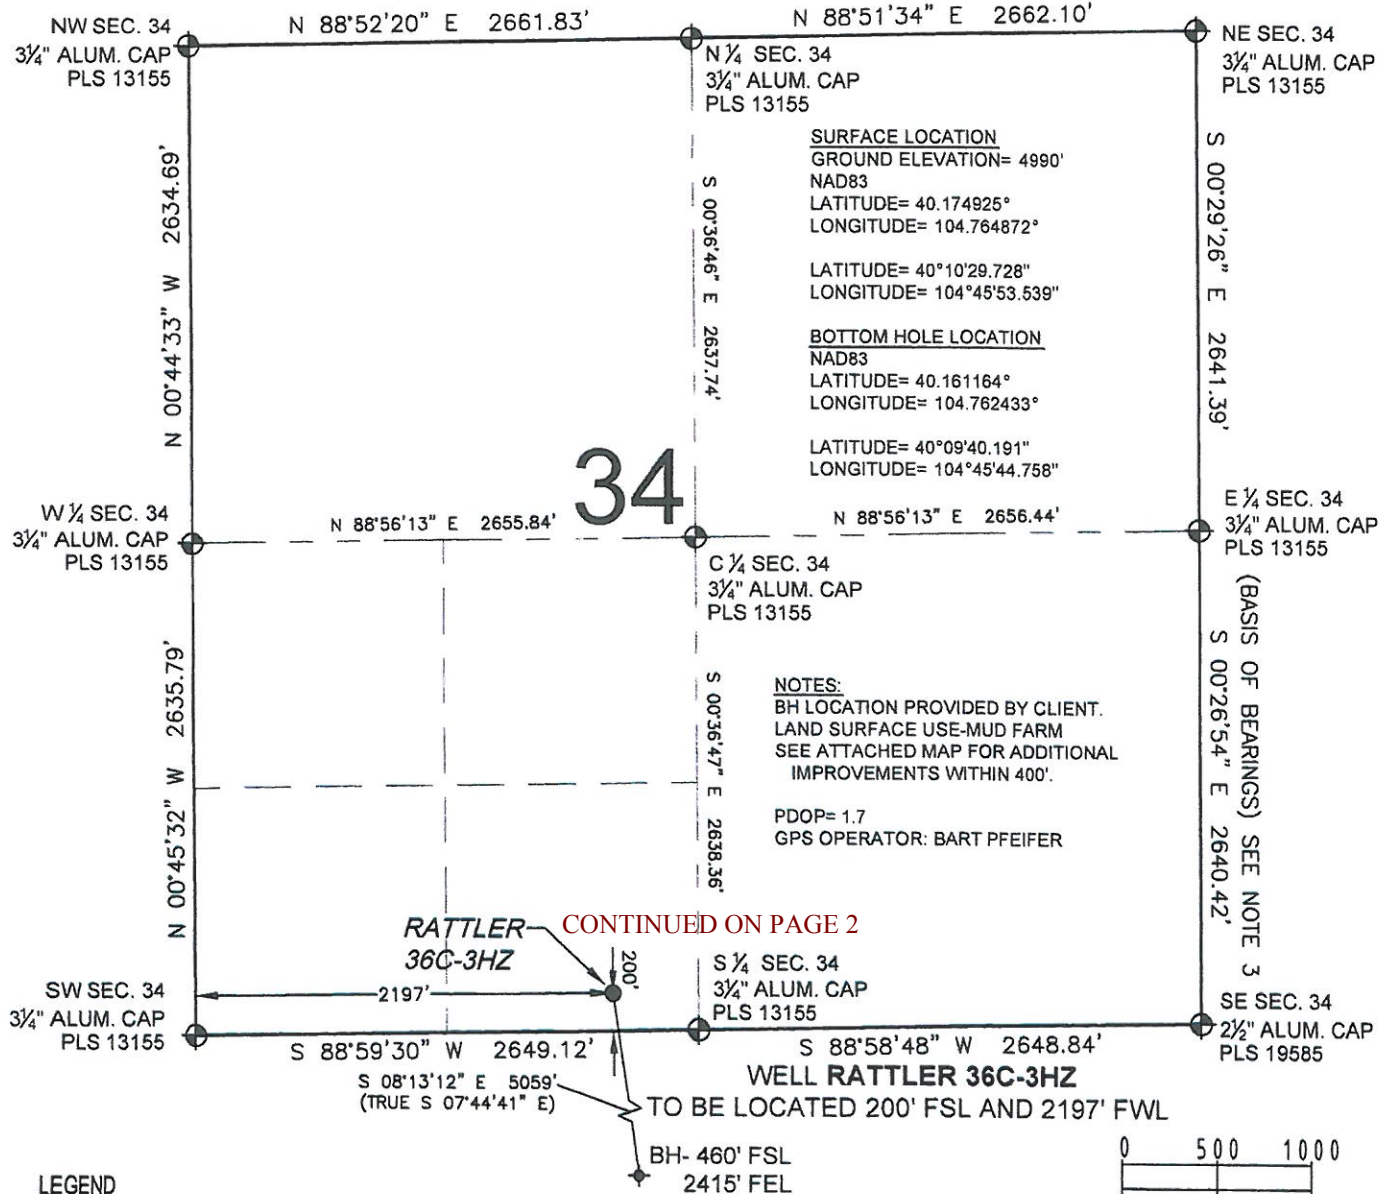 N 88°52'20" E 2661.83'
N 88°51'34" E 2662.10'
NW SEC. 34
3¼" ALUM. CAP
PLS 13155
N ¼ SEC. 34
3¼" ALUM. CAP
PLS 13155
NE SEC. 34
3¼" ALUM. CAP
PLS 13155
SURFACE LOCATION
GROUND ELEVATION= 4990'
NAD83
LATITUDE= 40.174925°
LONGITUDE= 104.764872°
LATITUDE= 40°10'29.728"
LONGITUDE= 104°45'53.539"
BOTTOM HOLE LOCATION
NAD83
LATITUDE= 40.161164°
LONGITUDE= 104.762433°
LATITUDE= 40°09'40.191"
LONGITUDE= 104°45'44.758"
N 00°44'33" W 2634.69'
S 00°36'46" E 2637.74'
S 00°29'26" E 2641.39'
34
W ¼ SEC. 34
3¼" ALUM. CAP
PLS 13155
N 88°56'13" E 2655.84'
N 88°56'13" E 2656.44'
E ¼ SEC. 34
3¼" ALUM. CAP
PLS 13155
C ¼ SEC. 34
3¼" ALUM. CAP
PLS 13155
N 00°45'32" W 2635.79'
S 00°36'47" E 2638.36'
NOTES:
BH LOCATION PROVIDED BY CLIENT.
LAND SURFACE USE-MUD FARM
SEE ATTACHED MAP FOR ADDITIONAL
IMPROVEMENTS WITHIN 400'.
PDOP= 1.7
GPS OPERATOR: BART PFEIFER
S 00°26'54" E 2640.42'
(BASIS OF BEARINGS) SEE NOTE 3
RATTLER
36C-3HZ
CONTINUED ON PAGE 2
200'
2197'
SW SEC. 34
3¼" ALUM. CAP
PLS 13155
S ¼ SEC. 34
3¼" ALUM. CAP
PLS 13155
SE SEC. 34
2½" ALUM. CAP
PLS 19585
S 88°59'30" W 2649.12'
S 88°58'48" W 2648.84'
S 08°13'12" E 5059'
(TRUE S 07°44'41" E)
WELL RATTLER 36C-3HZ
TO BE LOCATED 200' FSL AND 2197' FWL
BH- 460' FSL
2415' FEL
0 500 1000
LEGEND